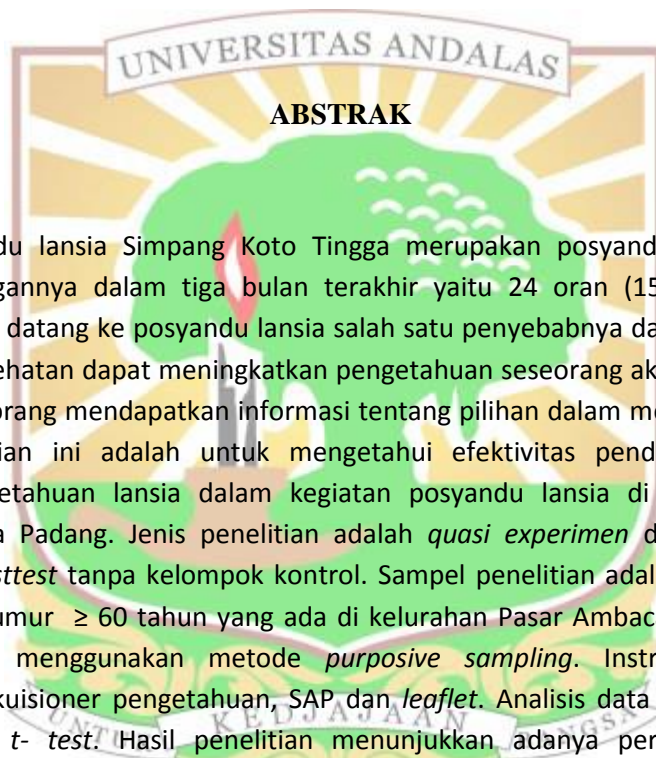 UNIVERSITAS ANDALAS
ABSTRAK
du lansia Simpang Koto Tingga merupakan posyand
gannya dalam tiga bulan terakhir yaitu 24 oran (15
datang ke posyandu lansia salah satu penyebabnya da
ehatan dapat meningkatkan pengetahuan seseorang ak
orang mendapatkan informasi tentang pilihan dalam me
ian ini adalah untuk mengetahui efektivitas pend
etahuan lansia dalam kegiatan posyandu lansia di
a Padang. Jenis penelitian adalah quasi experimen d
sttest tanpa kelompok kontrol. Sampel penelitian adal
umur ≥ 60 tahun yang ada di kelurahan Pasar Ambac
menggunakan metode purposive sampling. Instr
kuisioner pengetahuan, SAP dan leaflet. Analisis data
t- test. Hasil penelitian menunjukkan adanya per
UNTUK KEDJAJAAN BANGSA